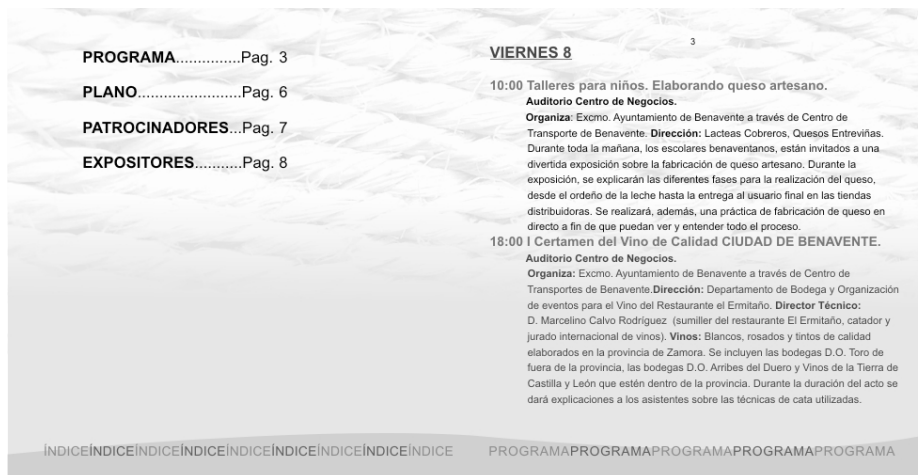 PROGRAMA...............Pag. 3
PLANO........................Pag. 6
PATROCINADORES...Pag. 7
EXPOSITORES...........Pag. 8
ÍNDICEÍNDICEÍNDICEÍNDICEÍNDICEÍNDICEÍNDICEÍNDICEÍNDICE
3
VIERNES 8
10:00 Talleres para niños. Elaborando queso artesano.
Auditorio Centro de Negocios.
Organiza: Excmo. Ayuntamiento de Benavente a través de Centro de
Transporte de Benavente. Dirección: Lacteas Cobreros, Quesos Entreviñas.
Durante toda la mañana, los escolares benaventanos, están invitados a una
divertida exposición sobre la fabricación de queso artesano. Durante la
exposición, se explicarán las diferentes fases para la realización del queso,
desde el ordeño de la leche hasta la entrega al usuario final en las tiendas
distribuidoras. Se realizará, además, una práctica de fabricación de queso en
directo a fin de que puedan ver y entender todo el proceso.
18:00 I Certamen del Vino de Calidad CIUDAD DE BENAVENTE.
Auditorio Centro de Negocios.
Organiza: Excmo. Ayuntamiento de Benavente a través de Centro de
Transportes de Benavente.Dirección: Departamento de Bodega y Organización
de eventos para el Vino del Restaurante el Ermitaño. Director Técnico:
D. Marcelino Calvo Rodríguez (sumiller del restaurante El Ermitaño, catador y
jurado internacional de vinos). Vinos: Blancos, rosados y tintos de calidad
elaborados en la provincia de Zamora. Se incluyen las bodegas D.O. Toro de
fuera de la provincia, las bodegas D.O. Arribes del Duero y Vinos de la Tierra de
Castilla y León que estén dentro de la provincia. Durante la duración del acto se
dará explicaciones a los asistentes sobre las técnicas de cata utilizadas.
PROGRAMAPROGRAMAPROGRAMAPROGRAMAPROGRAMA